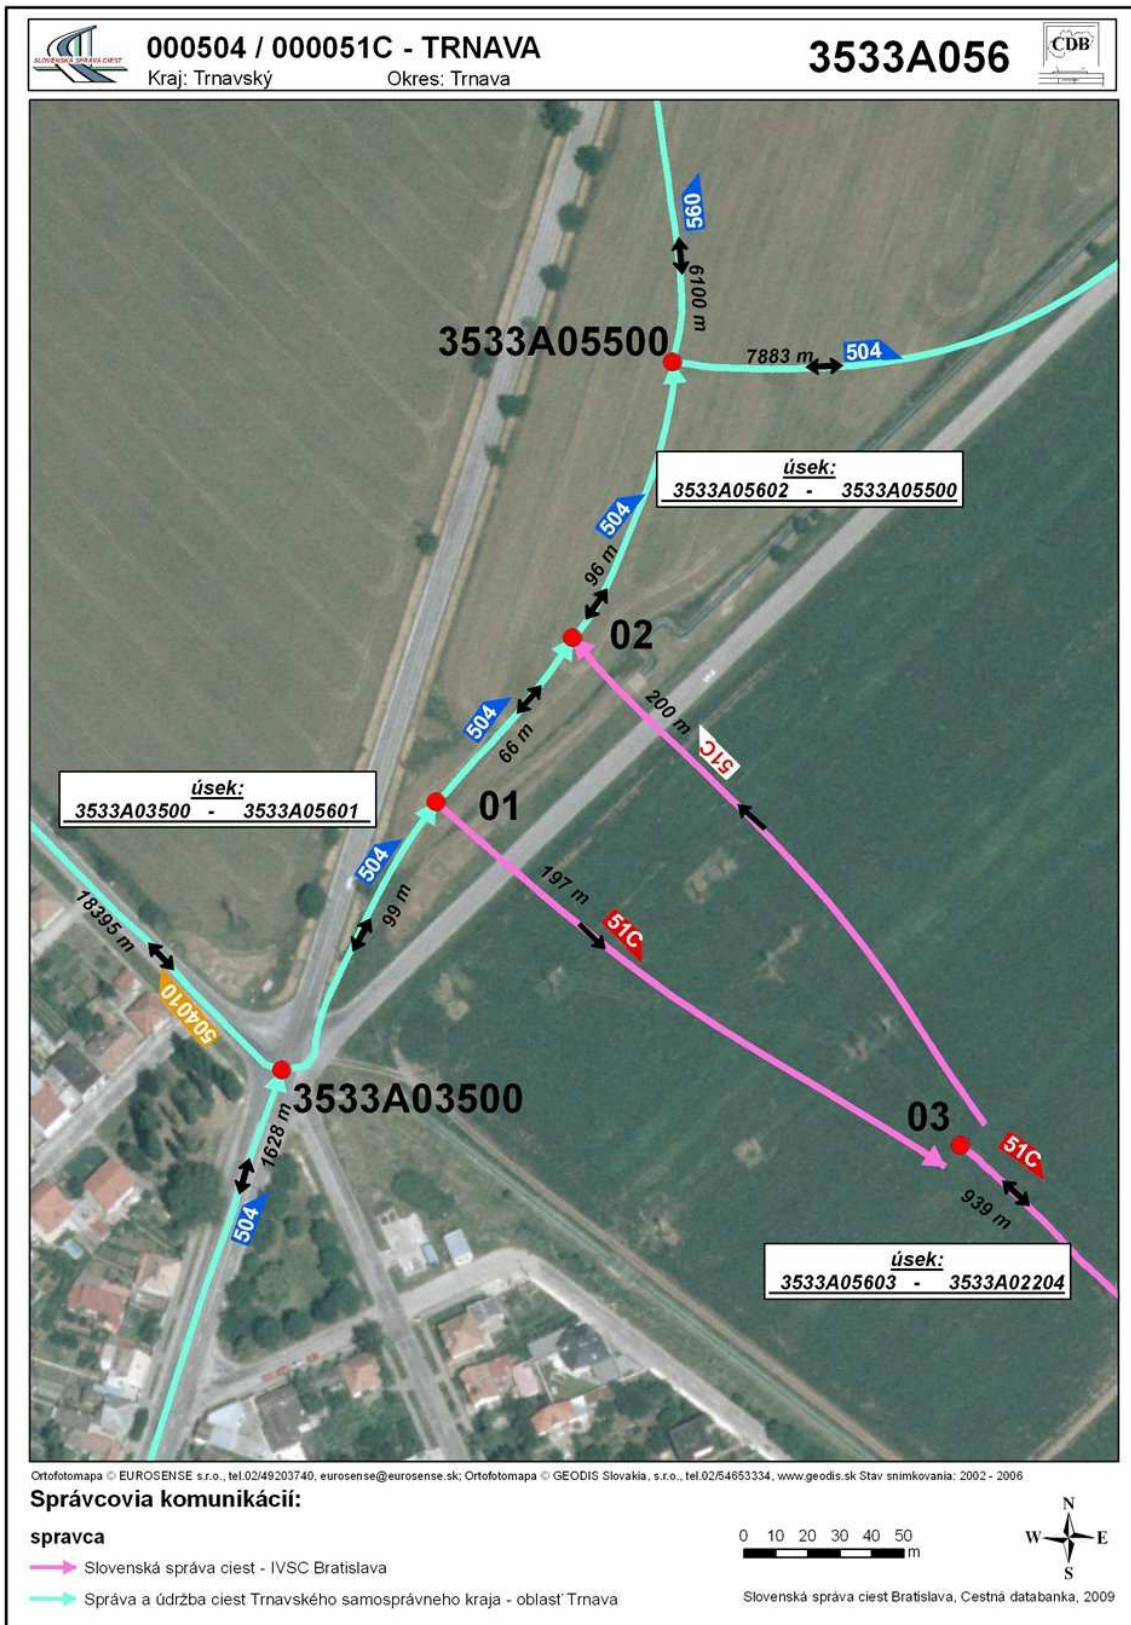 SLOVENSKÁ SPRÁVA CIEST
000504 / 000051C - TRNAVA
Kraj: Trnavský Okres: Trnava
3533A056
CDB
560
6100 m
3533A05500
7883 m
504
úsek:
3533A05602 - 3533A05500
504
96 m
02
504
66 m
200 m
51C
úsek:
3533A03500 - 3533A05601
01
504
99 m
197 m
51C
18395 m
504010
3533A03500
1628 m
504
03
51C
939 m
úsek:
3533A05603 - 3533A02204
Ortofotomapa © EUROSENSE s.r.o., tel.02/49203740, eurosense@eurosense.sk; Ortofotomapa © GEODIS Slovakia, s.r.o., tel.02/54653334, www.geodis.sk Stav snímkovania: 2002 - 2006
Správcovia komunikácií:
spravca
Slovenská správa ciest - IVSC Bratislava
Správa a údržba ciest Trnavského samosprávneho kraja - oblasť Trnava
0 10 20 30 40 50
m
N
W E
S
Slovenská správa ciest Bratislava, Cestná databanka, 2009